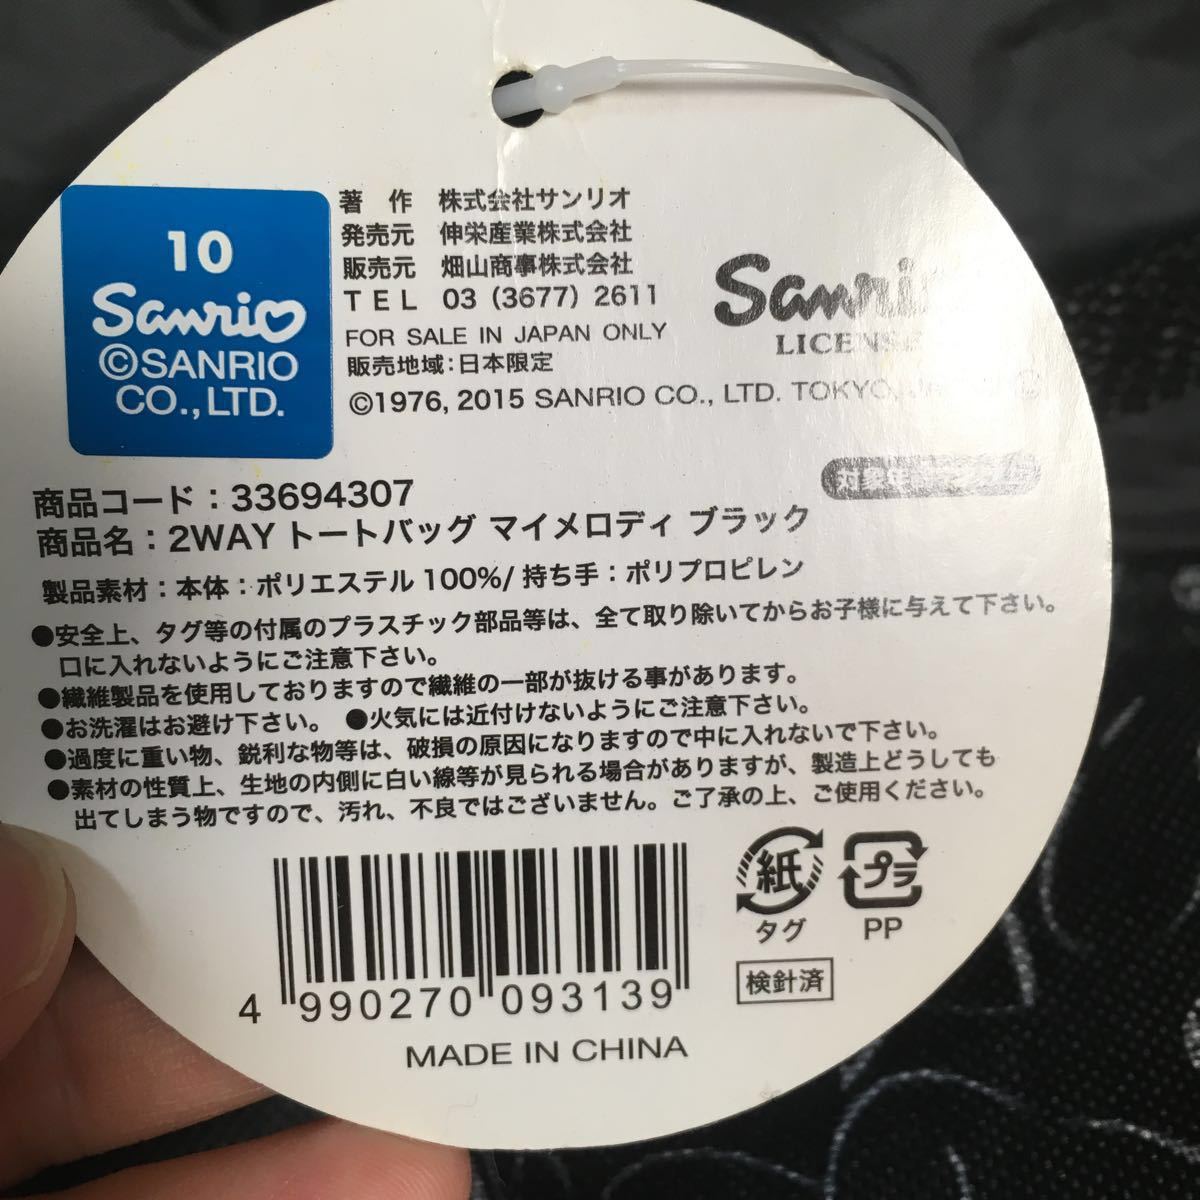 10
Sanrio
©SANRIO
CO., LTD.
著 作 株式会社サンリオ
発売元 伸栄産業株式会社
販売元 畑山商事株式会社
TEL 03 (3677) 2611
FOR SALE IN JAPAN ONLY
販売地域:日本限定
©1976, 2015 SANRIO CO., LTD. TOKYO,
Sanri
LICENSE
商品コード:33694307
商品名:2WAYトートバッグ マイメロディ ブラック
製品素材:本体:ポリエステル100%/持ち手:ポリプロピレン
●安全上、タグ等の付属のプラスチック部品等は、全て取り除いてからお子様に与えて下さい。
口に入れないようにご注意下さい。
●繊維製品を使用しておりますので繊維の一部が抜ける事があります。
●お洗濯はお避け下さい。 ●火気には近付けないようにご注意下さい。
●過度に重い物、鋭利な物等は、破損の原因になりますので中に入れないで下さい。
●素材の性質上、生地の内側に白い線等が見られる場合がありますが、製造上どうしても
出てしまう物ですので、汚れ、不良ではございません。ご了承の上、ご使用ください。
4 990270 093139
MADE IN CHINA
紙
タグ
プラ
PP
検針済